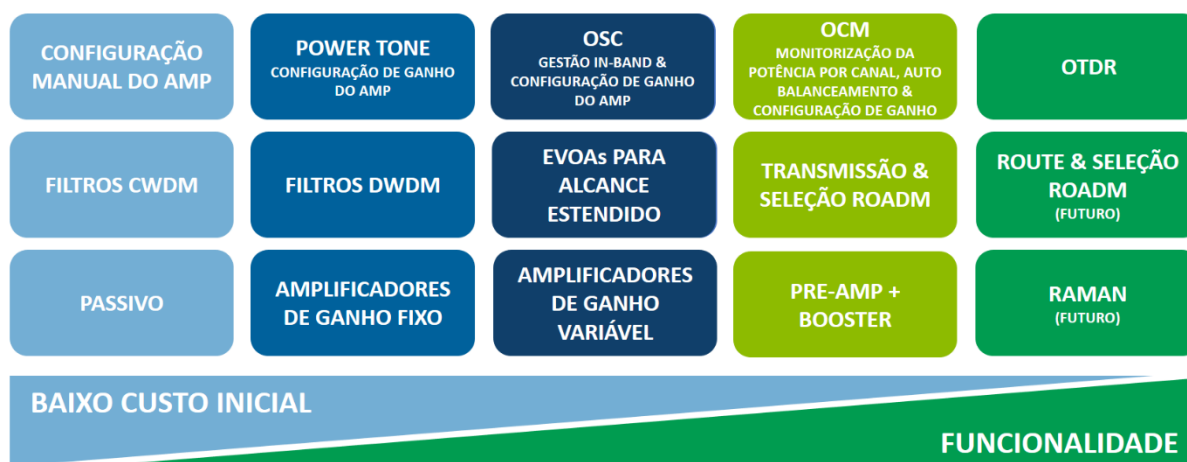 CONFIGURAÇÃO
MANUAL DO AMP
POWER TONE
CONFIGURAÇÃO DE GANHO
DO AMP
OSC
GESTÃO IN-BAND &
CONFIGURAÇÃO DE GANHO
DO AMP
OCM
MONITORIZAÇÃO DA
POTÊNCIA POR CANAL, AUTO
BALANCEAMENTO &
CONFIGURAÇÃO DE GANHO
OTDR
FILTROS CWDM
FILTROS DWDM
EVOAs PARA
ALCANCE
ESTENDIDO
TRANSMISSÃO &
SELEÇÃO ROADM
ROUTE & SELEÇÃO
ROADM
(FUTURO)
PASSIVO
AMPLIFICADORES
DE GANHO FIXO
AMPLIFICADORES
DE GANHO
VARIÁVEL
PRE-AMP +
BOOSTER
RAMAN
(FUTURO)
BAIXO CUSTO INICIAL
FUNCIONALIDADE